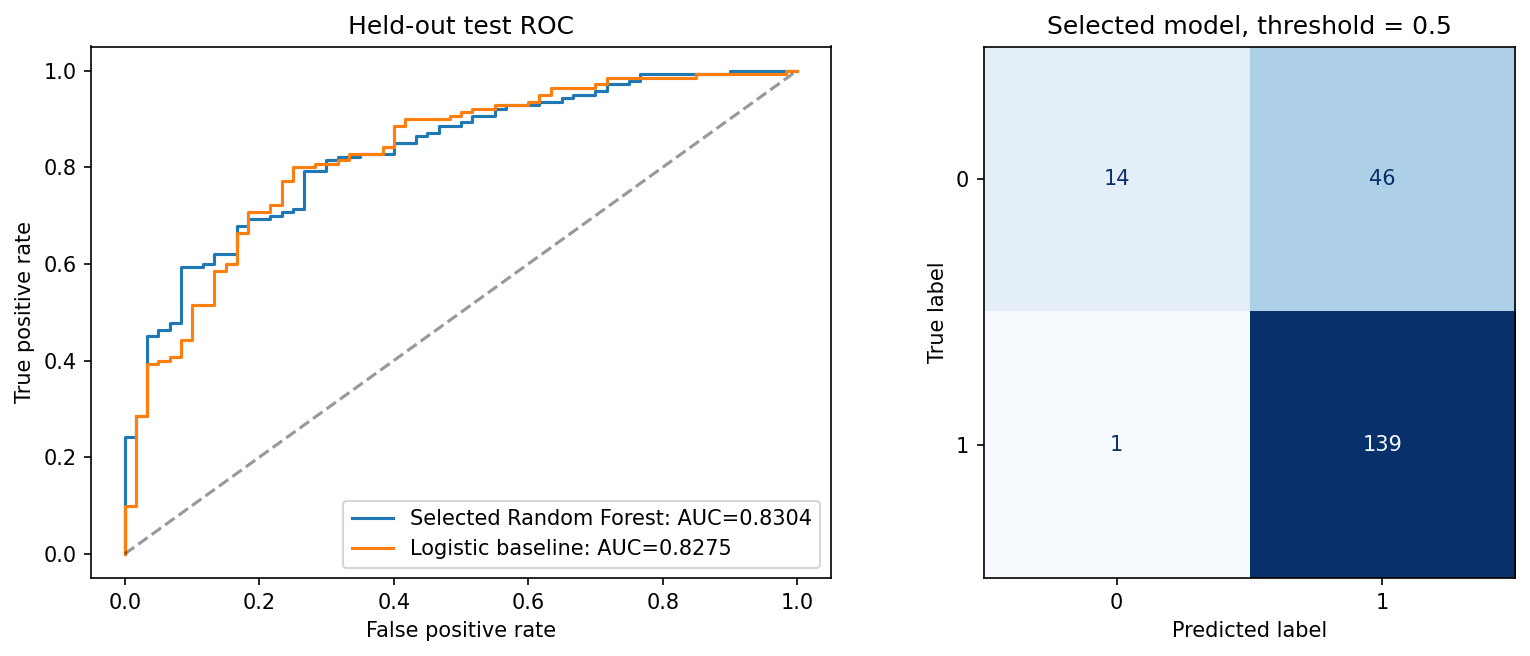 Held-out test ROC
True positive rate
1.0
0.8
0.6
0.4
0.2
0.0
0.0 0.2 0.4 0.6 0.8 1.0
False positive rate
Selected Random Forest: AUC=0.8304
Logistic baseline: AUC=0.8275
Selected model, threshold = 0.5
True label
0
1
14 46
1 139
0 1
Predicted label